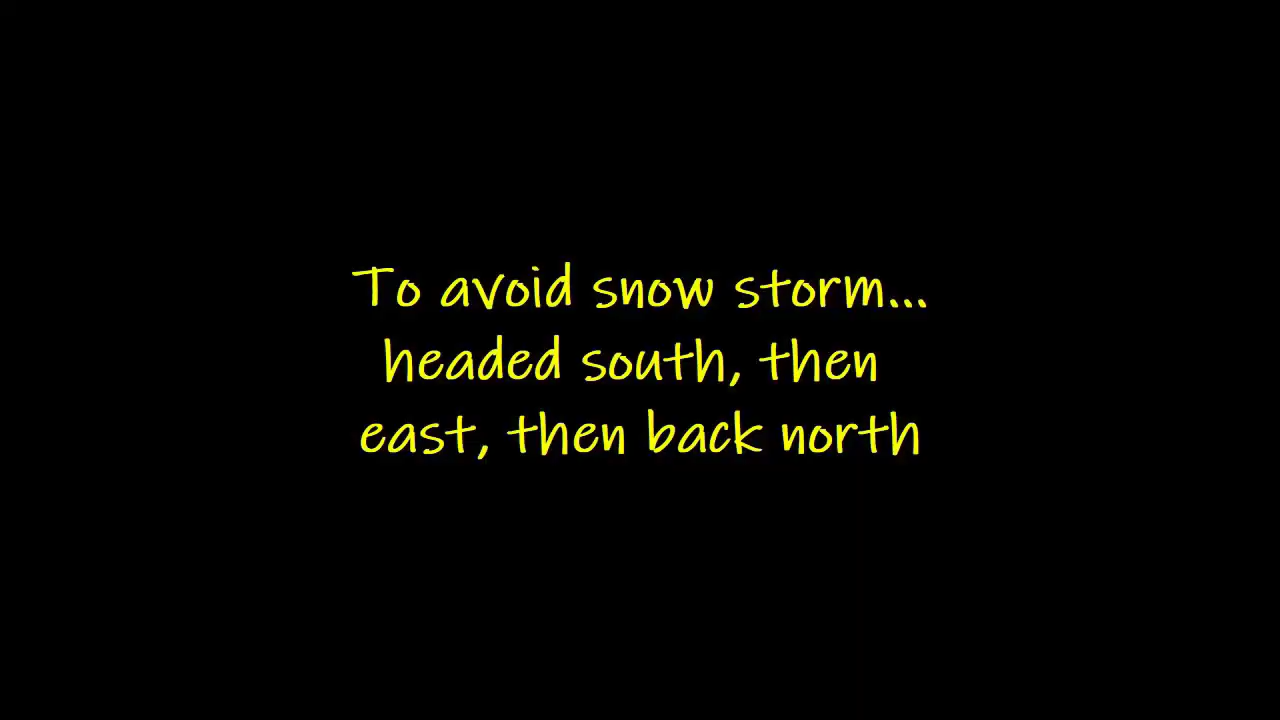 To avoid snow storm...
headed south, then
east, then back north